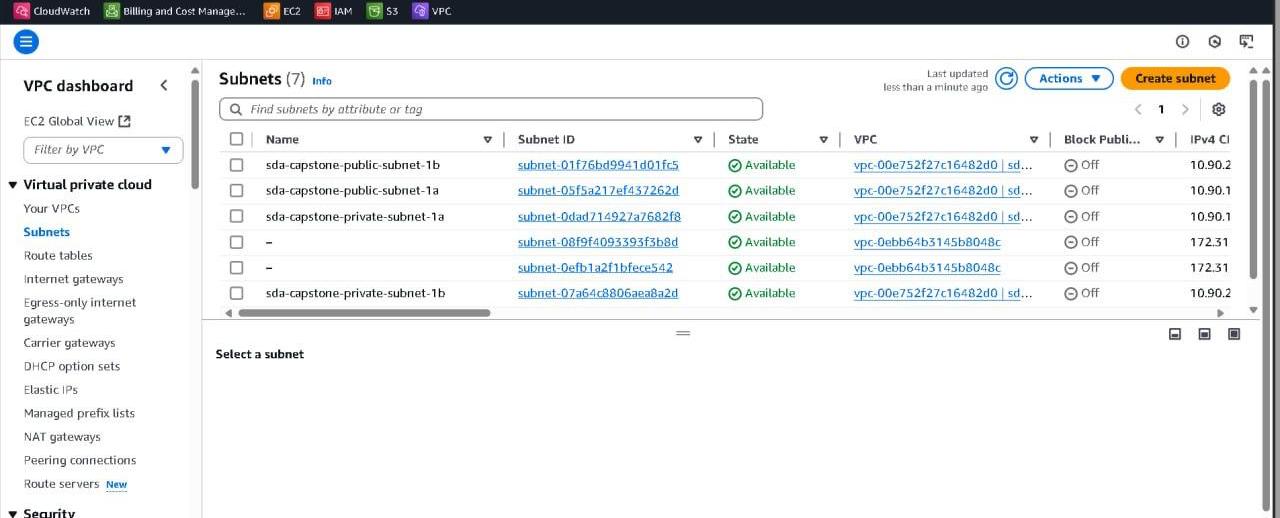 CloudWatch Billing and Cost Manage... EC2 IAM S3 VPC
VPC dashboard
EC2 Global View
Filter by VPC
Virtual private cloud
Your VPCs
Subnets
Route tables
Internet gateways
Egress-only internet
gateways
Carrier gateways
DHCP option sets
Elastic IPs
Managed prefix lists
NAT gateways
Peering connections
Route servers New
Security
Subnets (7) Info
Last updated
less than a minute ago
Actions
Create subnet
Find subnets by attribute or tag
1
Name Subnet ID State VPC Block Publi... IPv4 CI
sda-capstone-public-subnet-1b subnet-01f76bd9941d01fc5 Available vpc-00e752f27c16482d0 | sd... Off 10.90.2
sda-capstone-public-subnet-1a subnet-05f5a217ef437262d Available vpc-00e752f27c16482d0 | sd... Off 10.90.1
sda-capstone-private-subnet-1a subnet-0dad714927a7682f8 Available vpc-00e752f27c16482d0 | sd... Off 10.90.1
– subnet-08f9f4093393f3b8d Available vpc-0ebb64b3145b8048c Off 172.31
– subnet-0efb1a2f1bfece542 Available vpc-0ebb64b3145b8048c Off 172.31
sda-capstone-private-subnet-1b subnet-07a64c8806aea8a2d Available vpc-00e752f27c16482d0 | sd... Off 10.90.2
Select a subnet